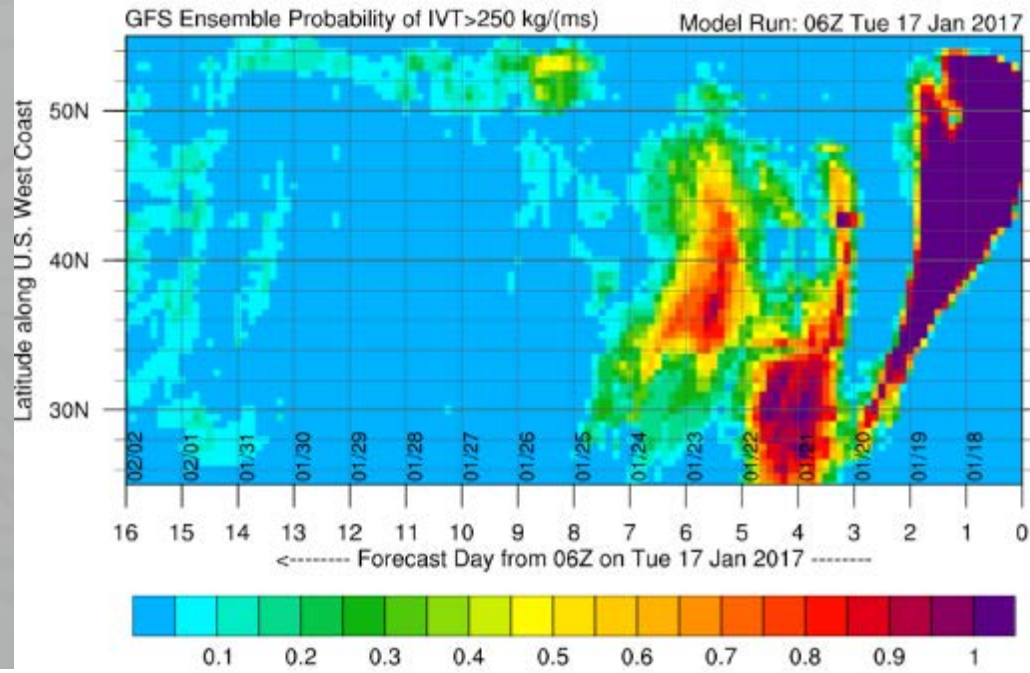 GFS Ensemble Probability of IVT>250 kg/(ms)
Model Run: 06Z Tue 17 Jan 2017
Latitude along U.S. West Coast
50N
40N
30N
02/02 02/01 01/31 01/30 01/29 01/28 01/27 01/26 01/25 01/24 01/23 01/22 01/21 01/20 01/19 01/18
16 15 14 13 12 11 10 9 8 7 6 5 4 3 2 1 0
<-------- Forecast Day from 06Z on Tue 17 Jan 2017 --------
0.1 0.2 0.3 0.4 0.5 0.6 0.7 0.8 0.9 1